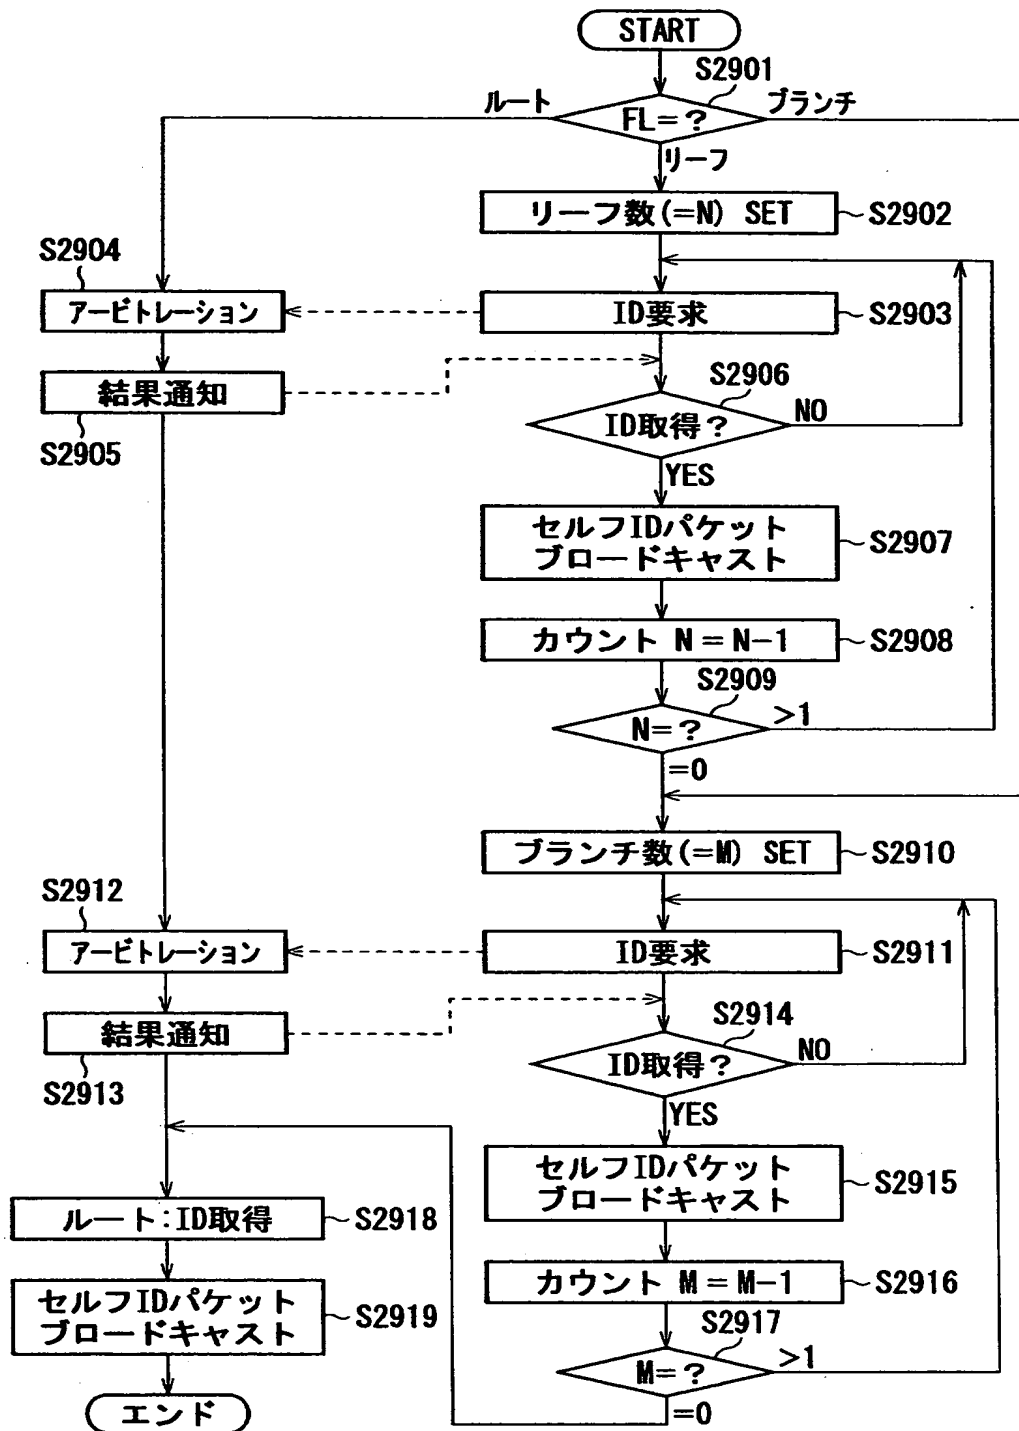 START
S2901
ルート
ブランチ
FL=?
リーフ
リーフ数(=N) SET
S2902
S2904
アービトレーション
ID要求
S2903
結果通知
S2905
S2906
ID取得?
NO
YES
セルフIDパケット
ブロードキャスト
S2907
カウント N=N-1
S2908
S2909
N=?
>1
=0
ブランチ数(=M) SET
S2910
S2912
アービトレーション
ID要求
S2911
結果通知
S2913
S2914
ID取得?
NO
YES
セルフIDパケット
ブロードキャスト
S2915
ルート:ID取得
S2918
カウント M=M-1
S2916
セルフIDパケット
ブロードキャスト
S2919
S2917
M=?
>1
=0
エンド